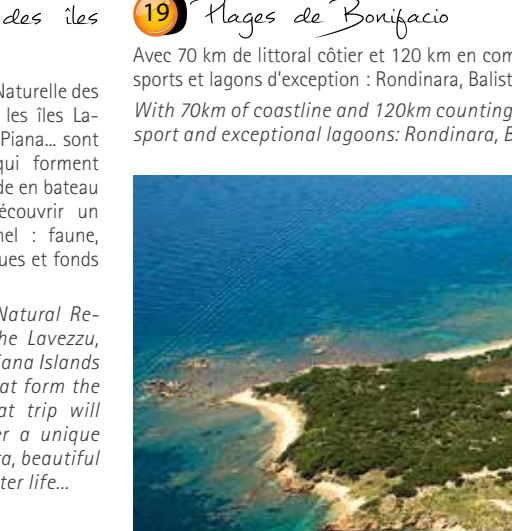 des îles
Naturelle des
les îles La-
Piana... sont
qui forment
de en bateau
écouvrir un
nel : faune,
ues et fonds
Natural Re-
he Lavezzu,
iana Islands
at form the
at trip will
er a unique
ra, beautiful
ter life...
19 Plages de Bonifacio
Avec 70 km de littoral côtier et 120 km en com
sports et lagons d'exception : Rondinara, Balist
With 70km of coastline and 120km counting
sport and exceptional lagoons: Rondinara, B